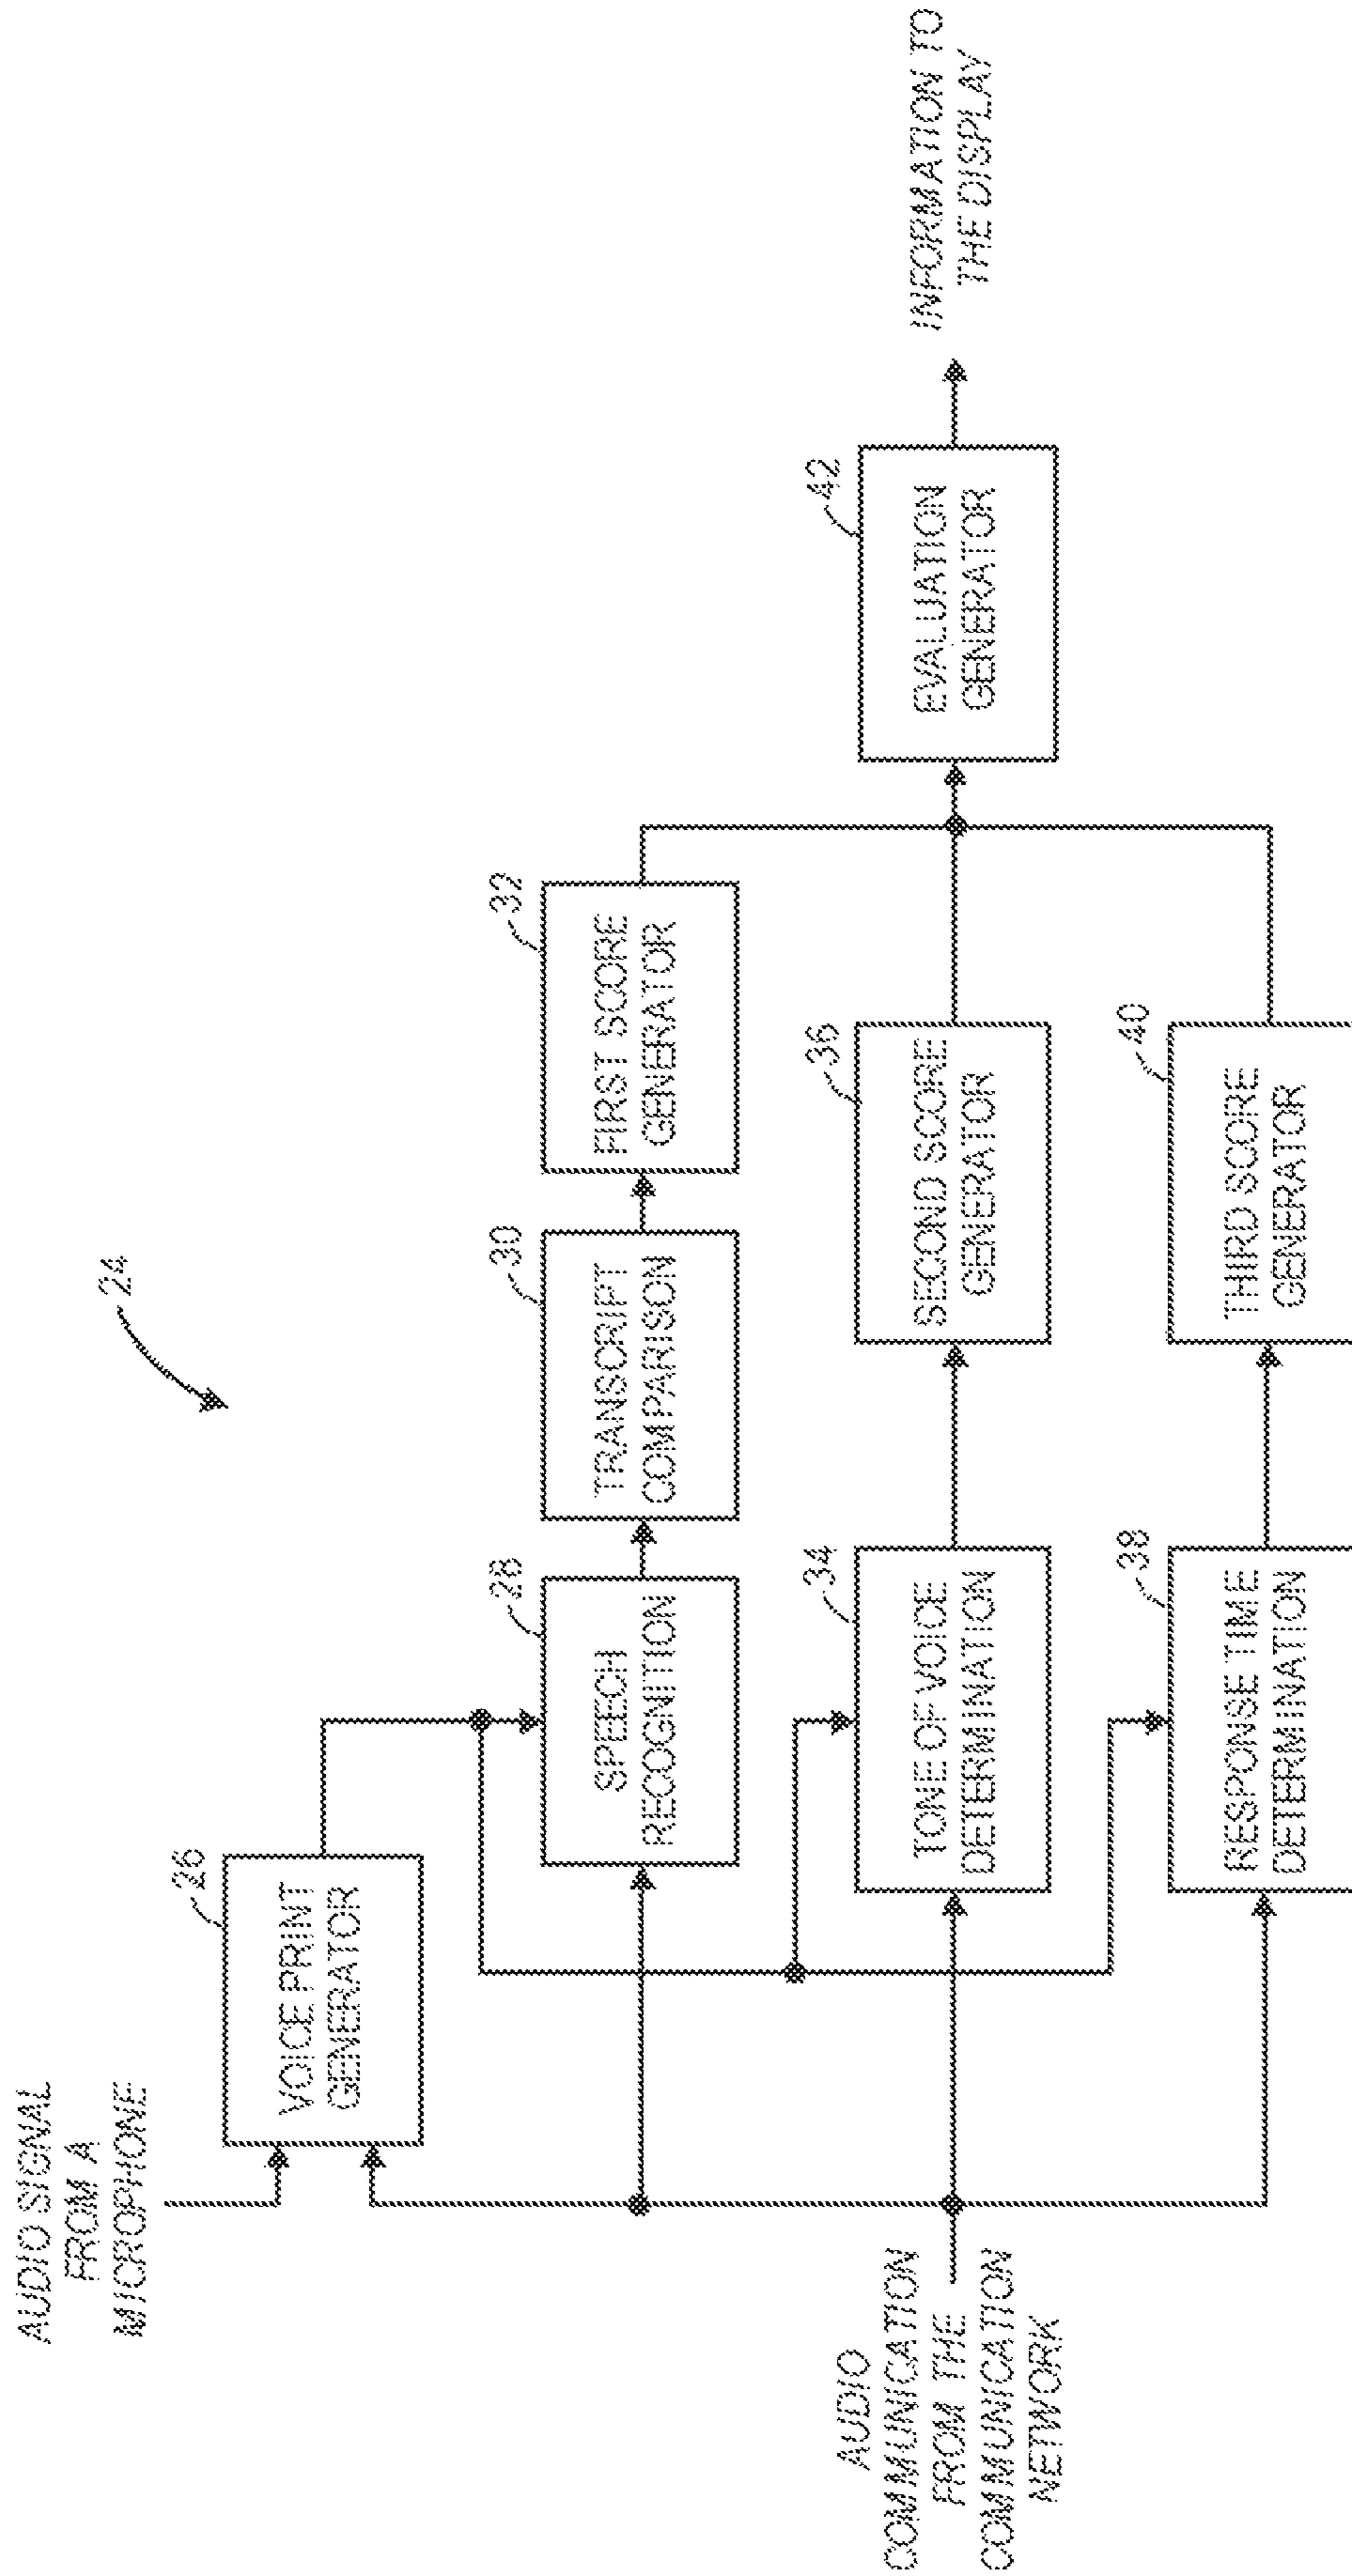 24
AUDIO SIGNAL
FROM A
MICROPHONE
26
VOICE PRINT
GENERATOR
28
SPEECH
RECOGNITION
30
TRANSCRIPT
COMPARISON
32
FIRST SCORE
GENERATOR
AUDIO
COMMUNICATION
FROM THE
COMMUNICATION
NETWORK
34
TONE OF VOICE
DETERMINATION
36
SECOND SCORE
GENERATOR
42
EVALUATION
GENERATOR
INFORMATION TO
THE DISPLAY
38
RESPONSE TIME
DETERMINATION
40
THIRD SCORE
GENERATOR